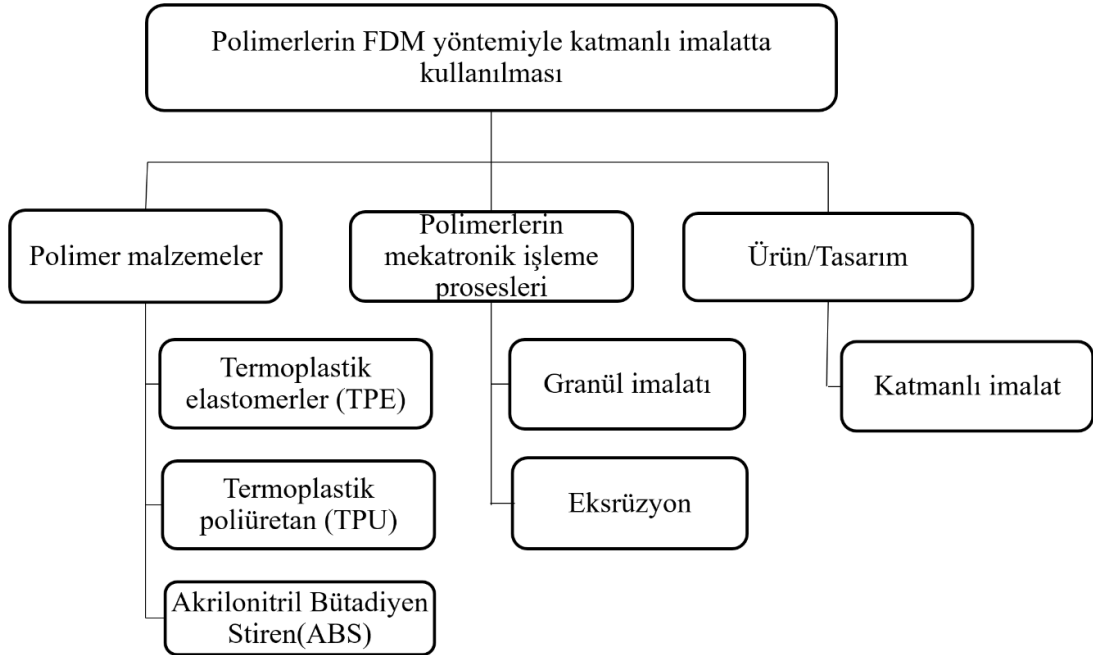 Polimerlerin FDM yöntemiyle katmanlı imalatta
kullanılması
Polimer malzemeler
Polimerlerin
mekatronik işleme
prosesleri
Ürün/Tasarım
Termoplastik
elastomerler (TPE)
Granül imalatı
Katmanlı imalat
Termoplastik
poliüretan (TPU)
Eksrüzyon
Akrilonitril Bütadiyen
Stiren(ABS)